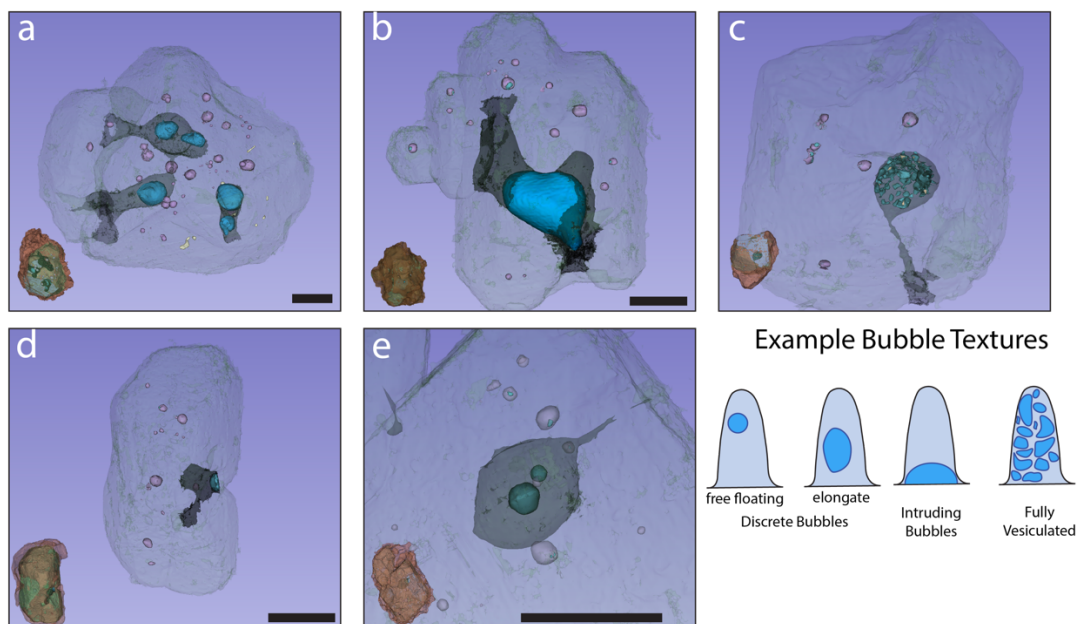 a
b
c
d
e
Example Bubble Textures
free floating
elongate
Discrete Bubbles
Intruding
Bubbles
Fully
Vesiculated